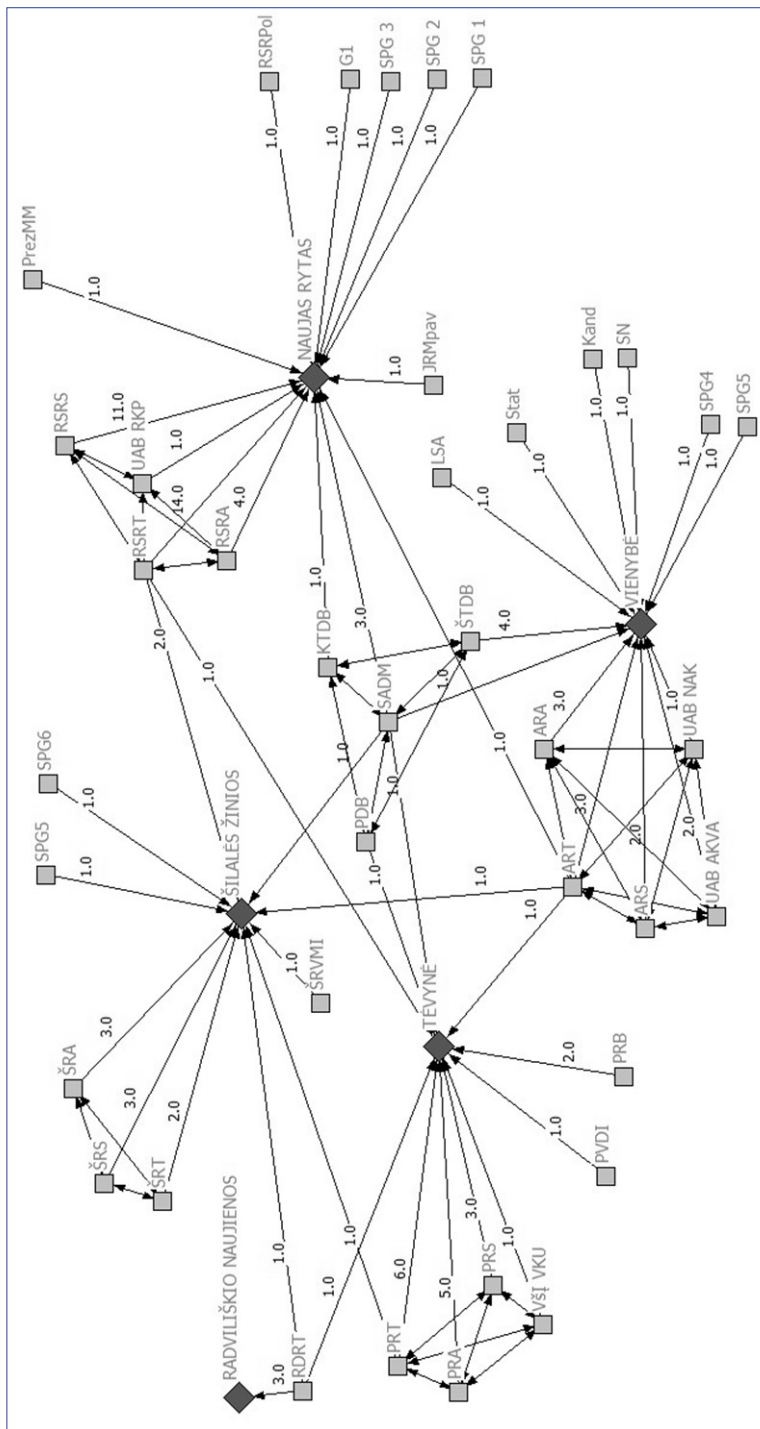 PrezMM
1.0
SPG6
1.0
SPG5
1.0
RSRS
11.0
ŠRA
3.0
ŠRS
3.0
ŠRT
2.0
UAB RKP
1.0
RSRT
14.0
2.0
1.0
RSRA
4.0
RADVILIŠKIO NAUJIENOS
3.0
ŠILALĖS ŽINIOS
RSRPol
1.0
NAUJAS RYTAS
RDRT
1.0
1.0
ŠRVMI
1.0
KTDB
1.0
G1
1.0
SPG 3
1.0
SPG 2
1.0
SPG 1
1.0
PDB
1.0
SADM
3.0
1.0
1.0
1.0
PRT
1.0
6.0
JRMpav
1.0
TĖVYNĖ
LSA
1.0
PRA
5.0
ŠTDB
4.0
PRS
3.0
Stat
1.0
VšĮ VKU
1.0
ARA
3.0
ART
1.0
1.0
1.0
3.0
Kand
1.0
PVDI
1.0
PRB
2.0
SN
1.0
VIENYBĖ
ARS
2.0
UAB NAK
1.0
SPG4
1.0
UAB AKVA
2.0
SPG5
1.0